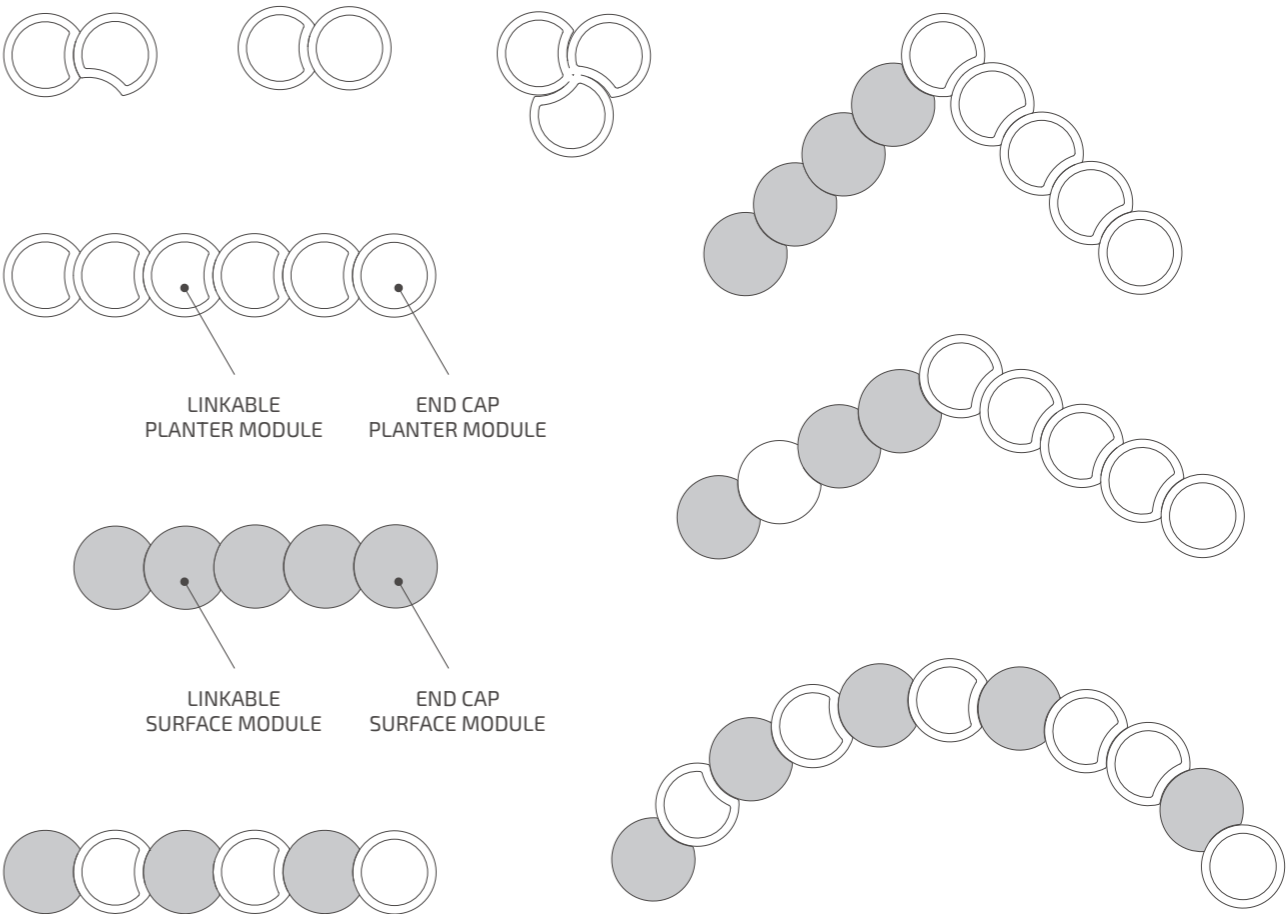 LINKABLE
PLANTER MODULE
END CAP
PLANTER MODULE
LINKABLE
SURFACE MODULE
END CAP
SURFACE MODULE